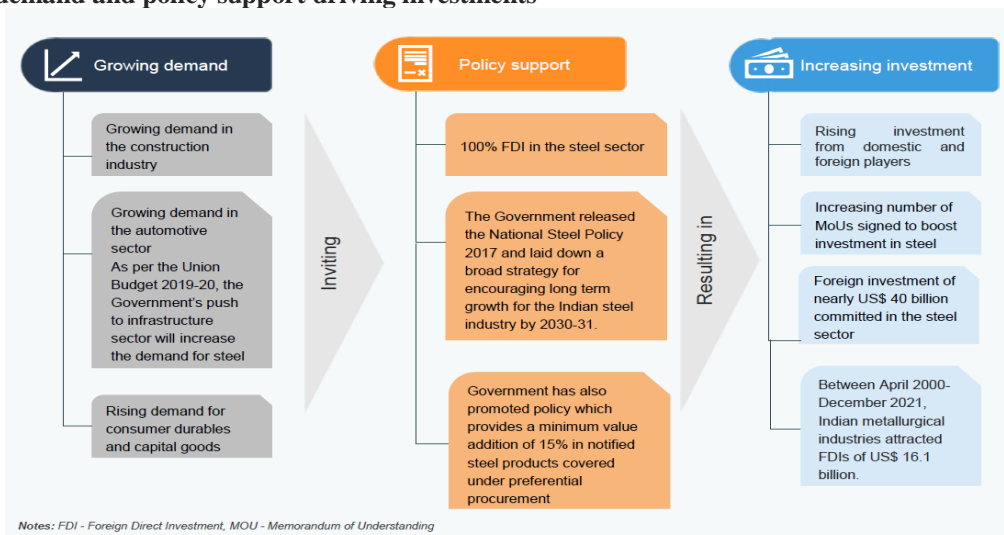 demand and policy support driving investments
Growing demand
Growing demand in
the construction
industry
Growing demand in
the automotive
sector
As per the Union
Budget 2019-20, the
Government's push
to infrastructure
sector will increase
the demand for steel
Rising demand for
consumer durables
and capital goods
Inviting
Policy support
100% FDI in the steel sector
The Government released
the National Steel Policy
2017 and laid down a
broad strategy for
encouraging long term
growth for the Indian steel
industry by 2030-31.
Government has also
promoted policy which
provides a minimum value
addition of 15% in notified
steel products covered
under preferential
procurement
Resulting in
Increasing investment
Rising investment
from domestic and
foreign players
Increasing number of
MoUs signed to boost
investment in steel
Foreign investment of
nearly US$ 40 billion
committed in the steel
sector
Between April 2000-
December 2021,
Indian metallurgical
industries attracted
FDIs of US$ 16.1
billion.
Notes: FDI - Foreign Direct Investment, MOU - Memorandum of Understanding